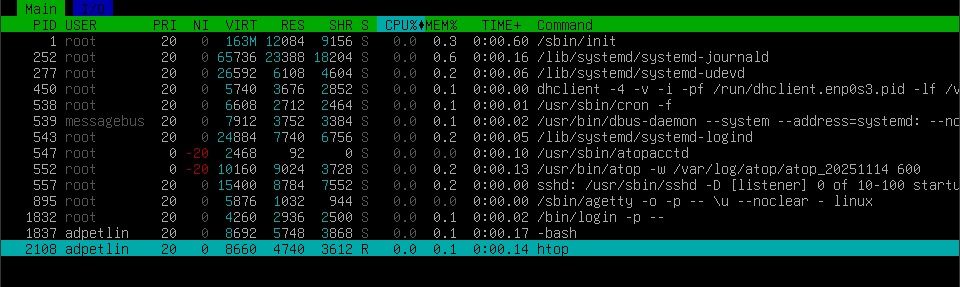 Main I/O
PID USER PRI NI VIRT RES SHR S CPU% MEM% TIME+ Command
1 root 20 0 163M 12084 9156 S 0.0 0.3 0:00.60 /sbin/init
252 root 20 0 65736 23388 18204 S 0.0 0.6 0:00.16 /lib/systemd/systemd-journald
277 root 20 0 26592 6108 4604 S 0.0 0.2 0:00.06 /lib/systemd/systemd-udevd
450 root 20 0 5740 3676 2852 S 0.0 0.1 0:00.00 dhclient -4 -v -i -pf /run/dhclient.enp0s3.pid -lf /v
538 root 20 0 6608 2712 2464 S 0.0 0.1 0:00.01 /usr/sbin/cron -f
539 messagebus 20 0 7912 3752 3384 S 0.0 0.1 0:00.02 /usr/bin/dbus-daemon --system --address=systemd: --no
543 root 20 0 24884 7740 6756 S 0.0 0.2 0:00.05 /lib/systemd/systemd-logind
547 root 0 -20 2468 92 0 S 0.0 0.0 0:00.10 /usr/sbin/atopacctd
552 root 0 -20 10160 9024 3728 S 0.0 0.2 0:00.13 /usr/bin/atop -w /var/log/atop/atop_20251114 600
557 root 20 0 15400 8784 7552 S 0.0 0.2 0:00.00 sshd: /usr/sbin/sshd -D [listener] 0 of 10-100 startu
895 root 20 0 5876 1032 944 S 0.0 0.0 0:00.00 /sbin/agetty -o -p -- \u --noclear - linux
1832 root 20 0 4260 2936 2500 S 0.0 0.1 0:00.02 /bin/login -p --
1837 adpetlin 20 0 8692 5748 3868 S 0.0 0.1 0:00.17 -bash
2108 adpetlin 20 0 8660 4740 3612 R 0.0 0.1 0:00.14 htop